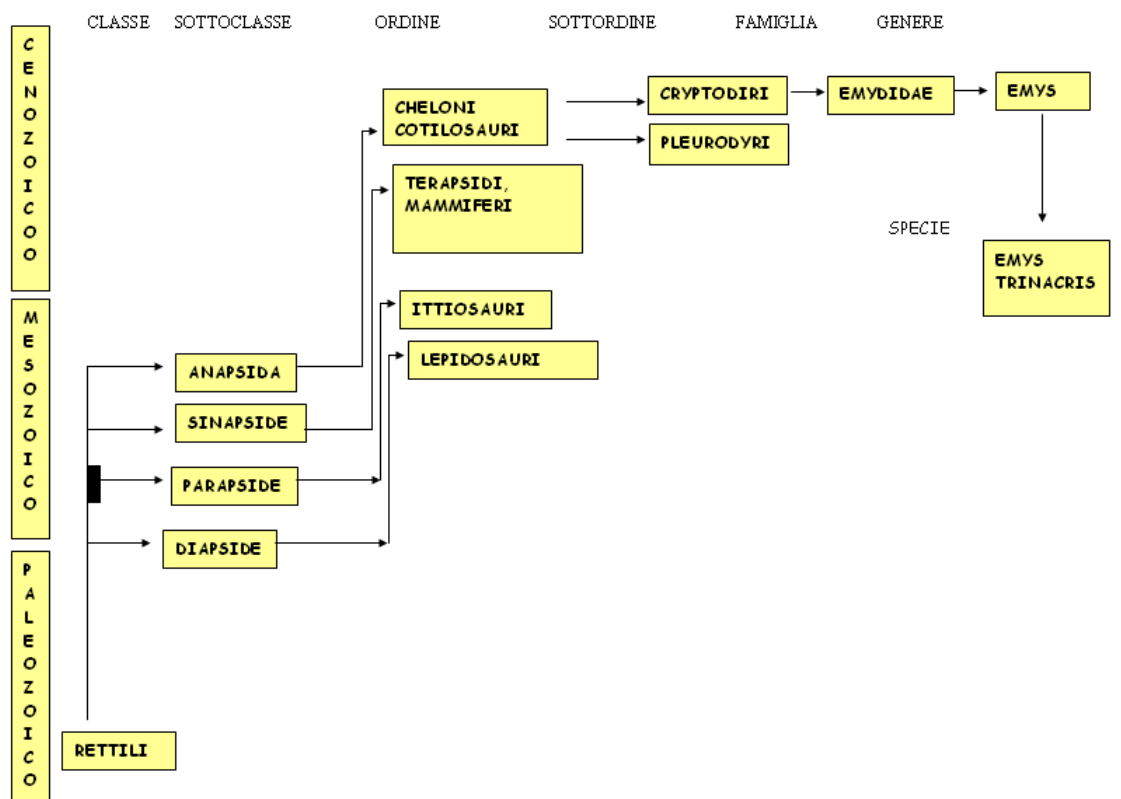 CLASSE SOTTOCLASSE ORDINE SOTTORDINE FAMIGLIA GENERE
CENOZOICOO
CHELONI
COTILOSAURI
CRYPTODIRI
EMYDIDAE
EMYS
PLEURODYRI
TERAPSIDI,
MAMMIFERI
SPECIE
EMYS
TRINACRIS
MESOZOICO
ITTIOSAURI
LEPIDOSAURI
ANAPSIDA
SINAPSIDE
PARAPSIDE
DIAPSIDE
PALEOZOICO
RETTILI